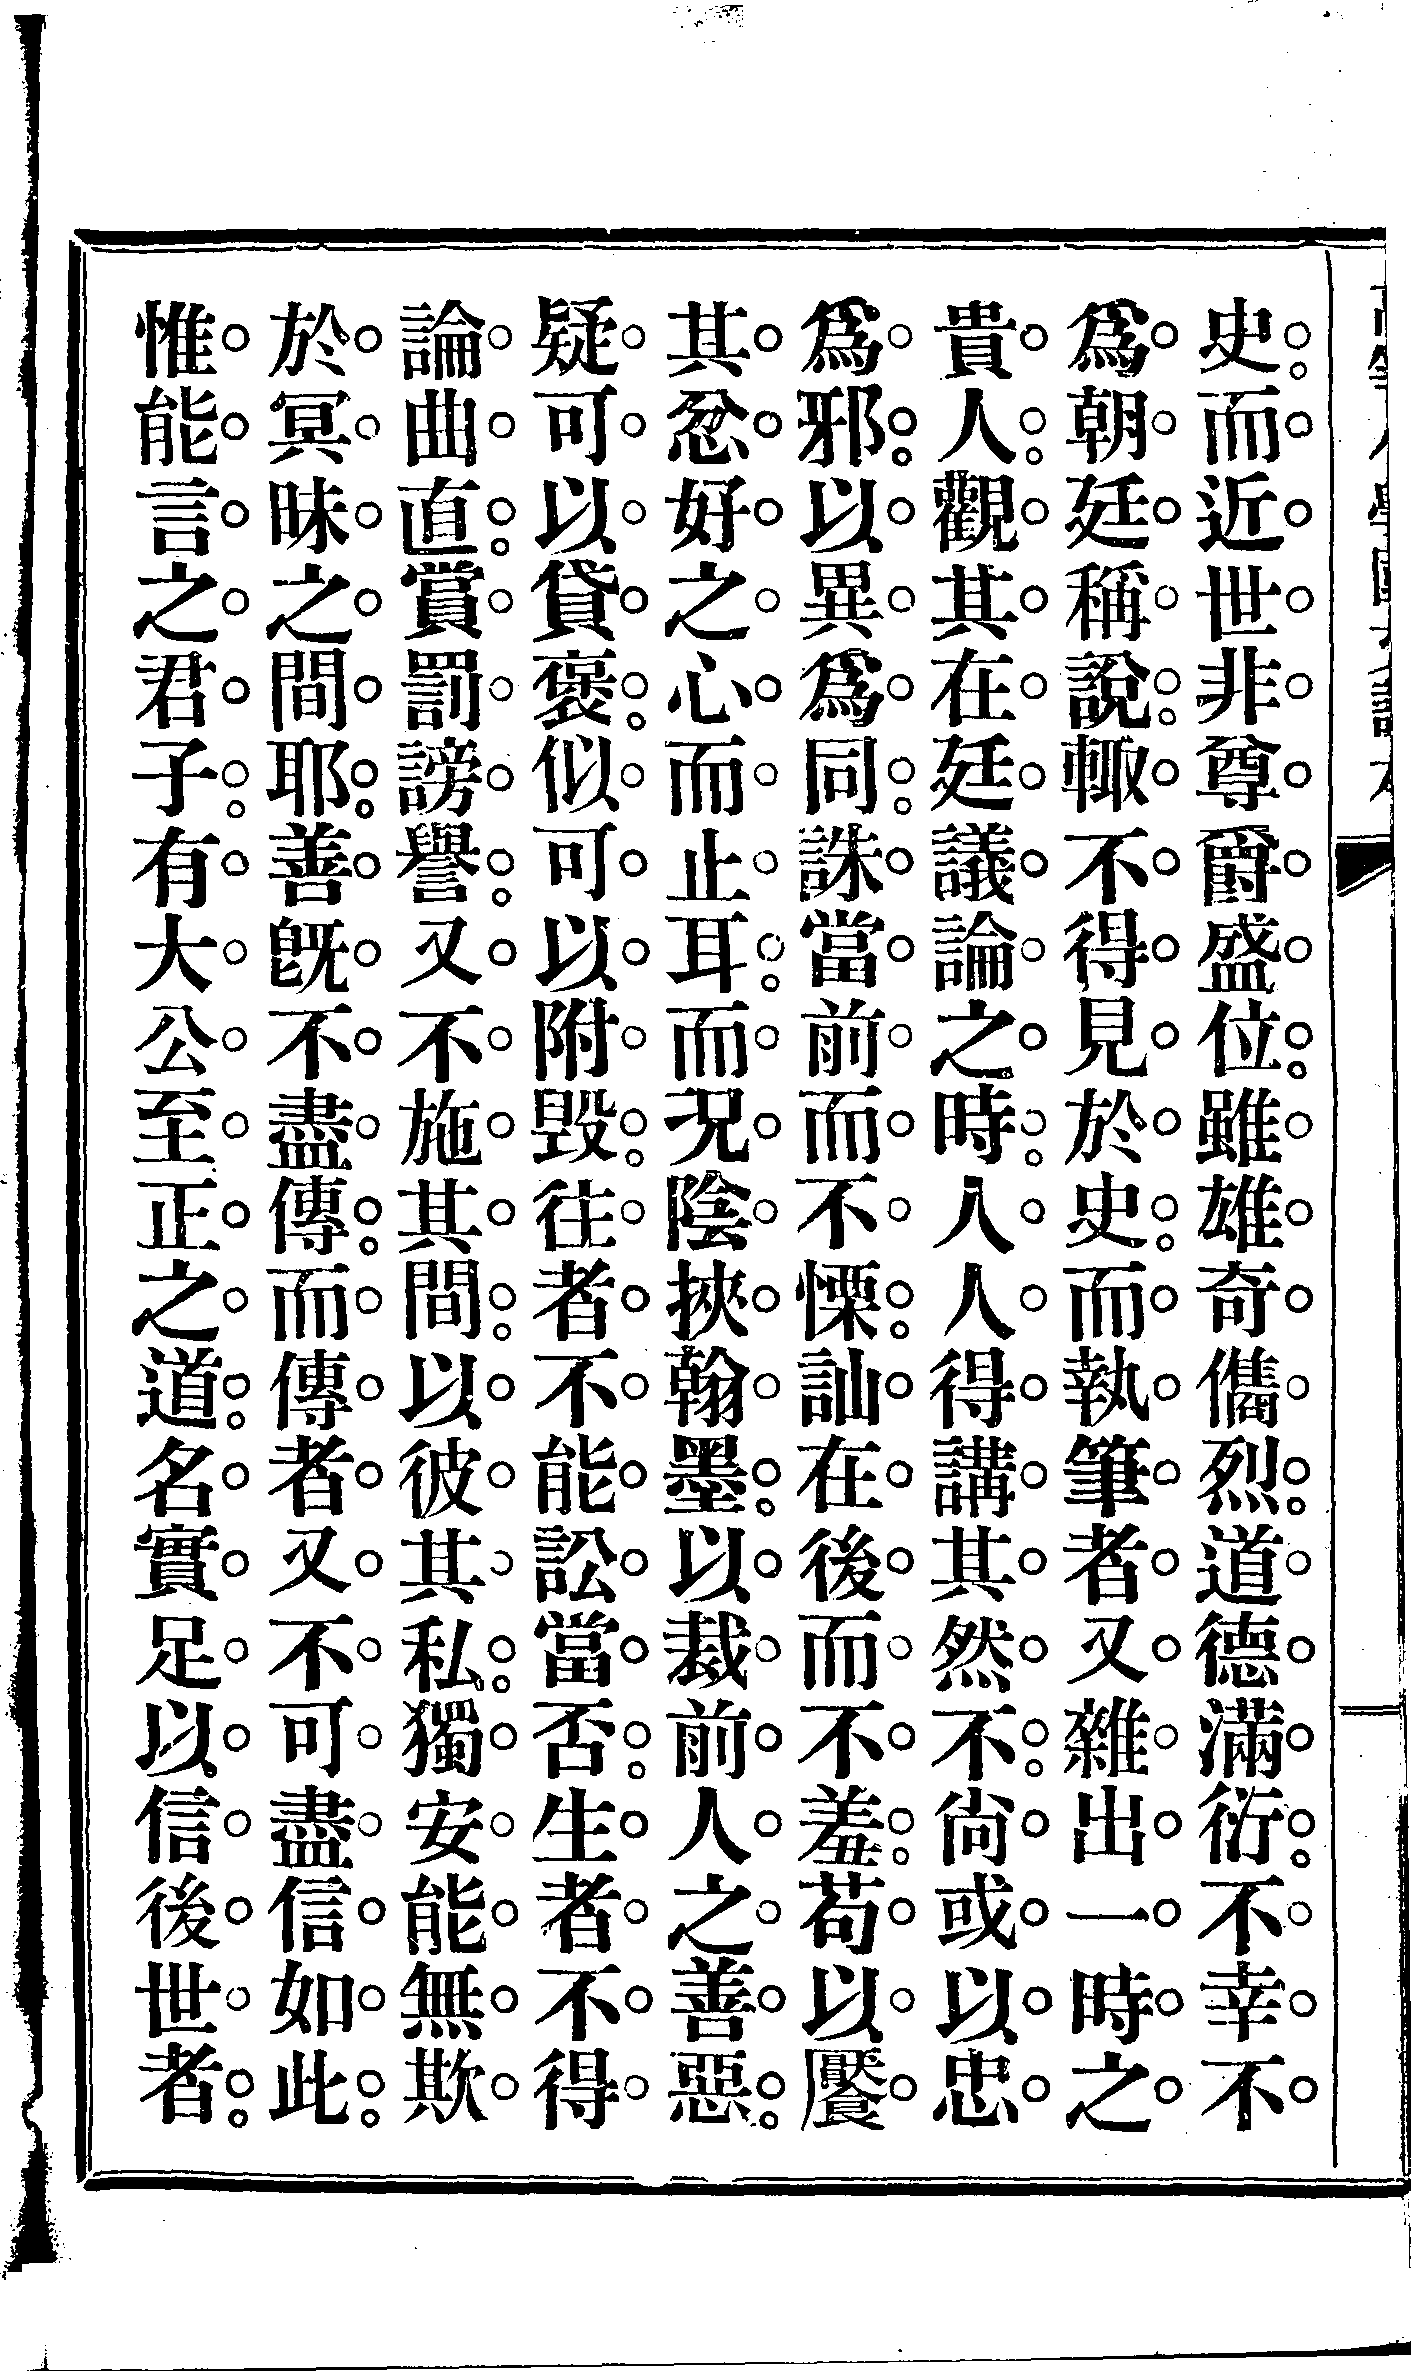 史而近世非尊爵盛位雖雄奇儁烈道德滿衍不幸不
爲朝廷稱說輙不得見於史而執筆者又雜出一時之
貴人觀其在廷議論之時人人得講其然不尙或以忠
爲邪以異爲同誅當前而不慄訕在後而不羞苟以饜
其忿好之心而止耳而况陰挾翰墨以裁前人之善惡
疑可以貸褒似可以附毀往者不能訟當否生者不得
論曲直賞罰謗譽又不施其間以彼其私獨安能無欺
於冥昧之間耶善旣不盡傳而傳者又不可盡信如此
惟能言之君子有大公至正之道名實足以信後世者